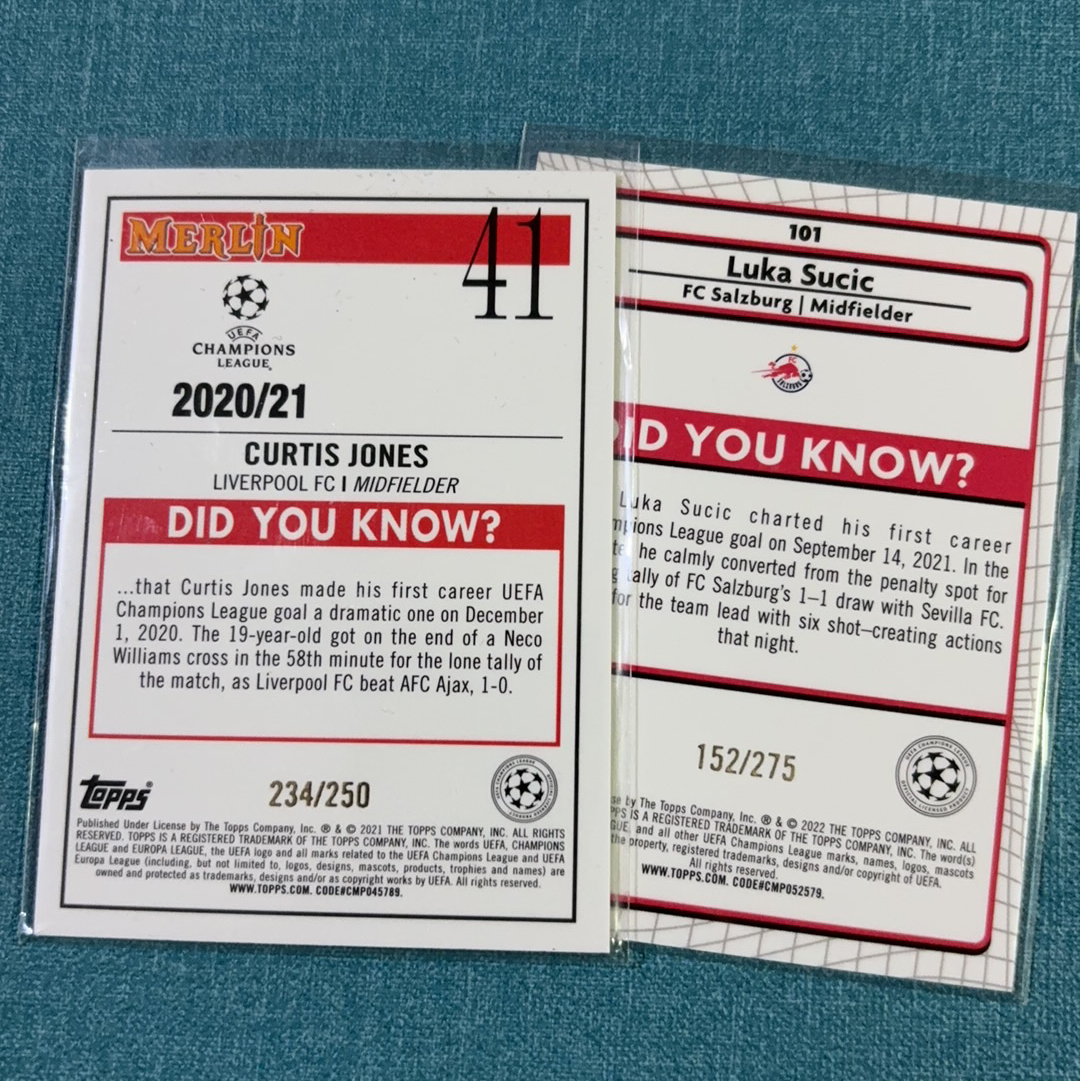 MERLIN
41
UEFA
CHAMPIONS
LEAGUE
2020/21
CURTIS JONES
LIVERPOOL FC | MIDFIELDER
DID YOU KNOW?
...that Curtis Jones made his first career UEFA
Champions League goal a dramatic one on December
1, 2020. The 19-year-old got on the end of a Neco
Williams cross in the 58th minute for the lone tally of
the match, as Liverpool FC beat AFC Ajax, 1-0.
topps®
234/250
Published Under License by The Topps Company, Inc. ® & © 2021 THE TOPPS COMPANY, INC. ALL RIGHTS
RESERVED. TOPPS IS A REGISTERED TRADEMARK OF THE TOPPS COMPANY, INC. The words UEFA, CHAMPIONS
LEAGUE and EUROPA LEAGUE, the UEFA logo and all marks related to the UEFA Champions League and UEFA
Europa League (including, but not limited to, logos, designs, mascots, products, trophies and names) are
owned and protected as trademarks, designs and/or as copyright works by UEFA. All rights reserved.
WWW.TOPPS.COM. CODE#CMP045789.
101
Luka Sucic
FC Salzburg | Midfielder
FC
SALZBURG
ID YOU KNOW?
Luka Sucic charted his first career
mpions League goal on September 14, 2021. In the
he calmly converted from the penalty spot for
tally of FC Salzburg's 1–1 draw with Sevilla FC.
for the team lead with six shot–creating actions
that night.
152/275
CHAMPIONS LEAGUE
OFFICIAL LICENSED PRODUCT
se by The Topps Company, Inc. ® & © 2022 THE TOPPS COMPANY, INC. ALL
PPS IS A REGISTERED TRADEMARK OF THE TOPPS COMPANY, INC. The word(s)
GUE, and all other UEFA Champions League marks, names, logos, mascots
the property, registered trademarks, designs and/or copyright of UEFA.
All rights reserved.
WWW.TOPPS.COM. CODE#CMP052579.